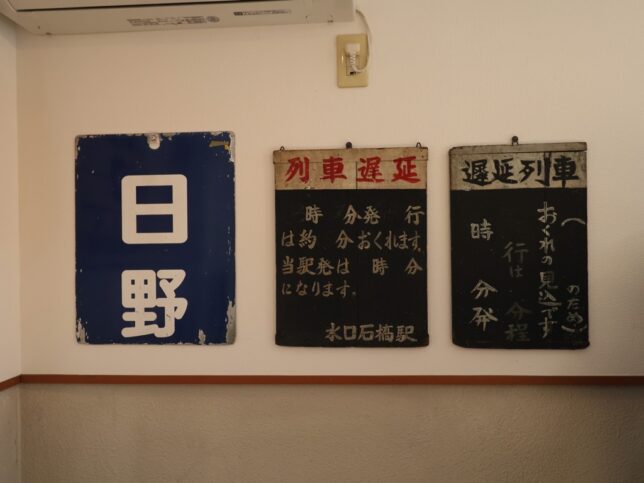 日
野
列車遅延
時 分発 行
は約 分おくれます。
当駅発は 時 分
になります。
水口石橋駅
遅延列車
時 分発
行は 分程
おくれの見込です
( のため)